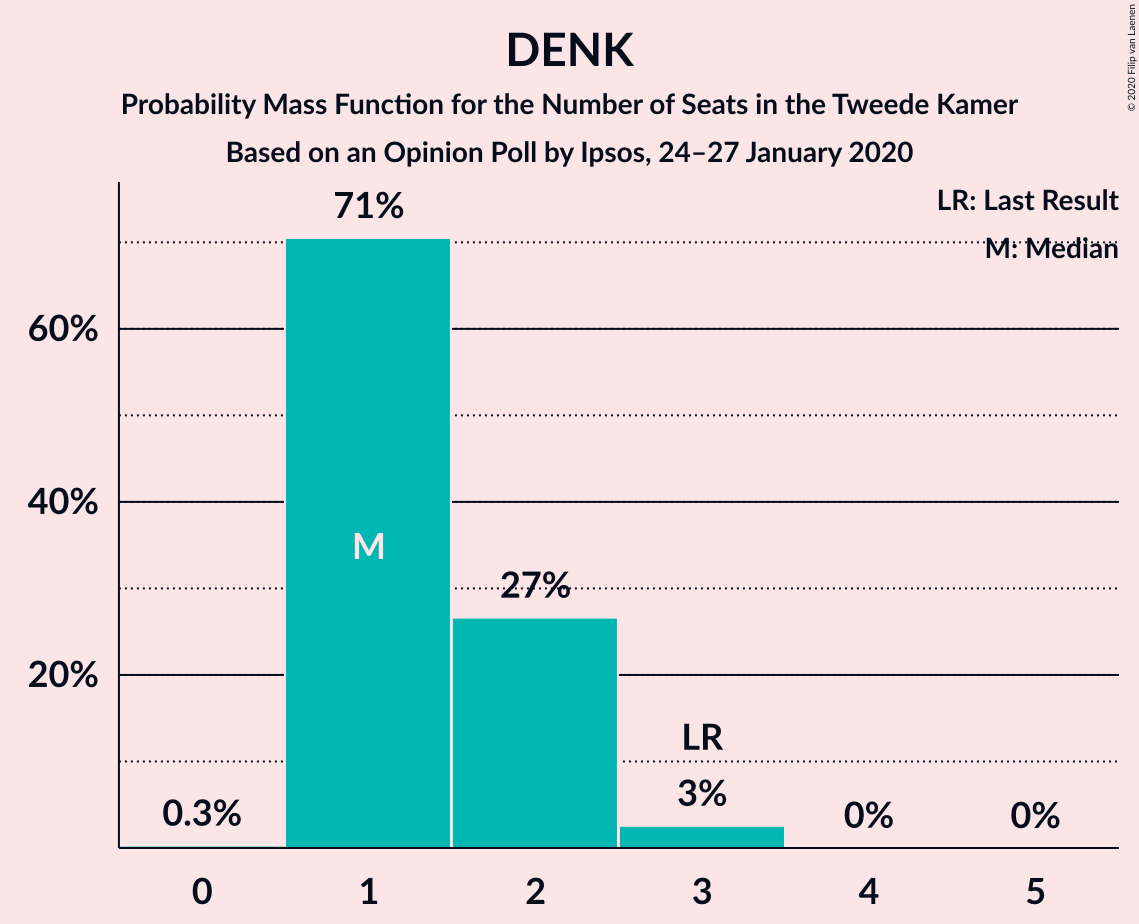 DENK
Probability Mass Function for the Number of Seats in the Tweede Kamer
Based on an Opinion Poll by Ipsos, 24–27 January 2020
© 2020 Filip van Laenen
LR: Last Result
M: Median
71%
60%
40%
M
27%
20%
LR
3%
0.3%
0%
0%
0
1
2
3
4
5